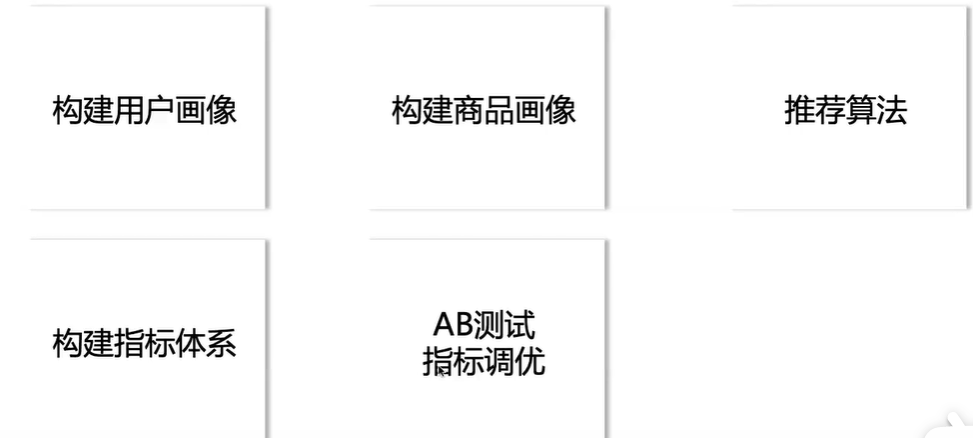 构建用户画像
构建商品画像
推荐算法
构建指标体系
AB测试
指标调优